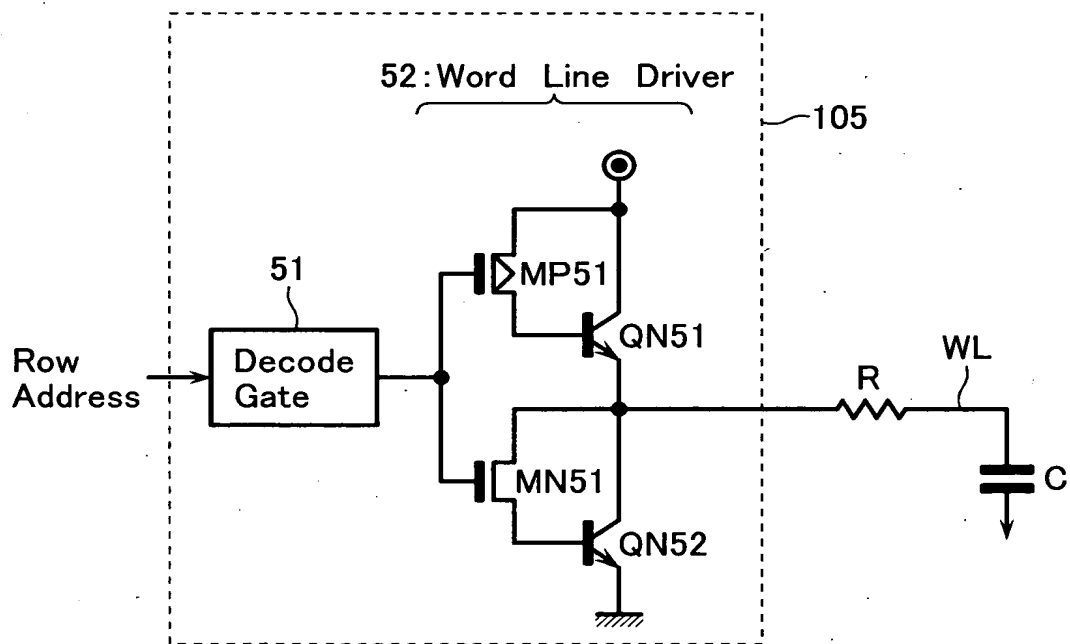 52:Word Line Driver
105
51
MP51
QN51
Row
Address
Decode
Gate
R
WL
MN51
C
QN52